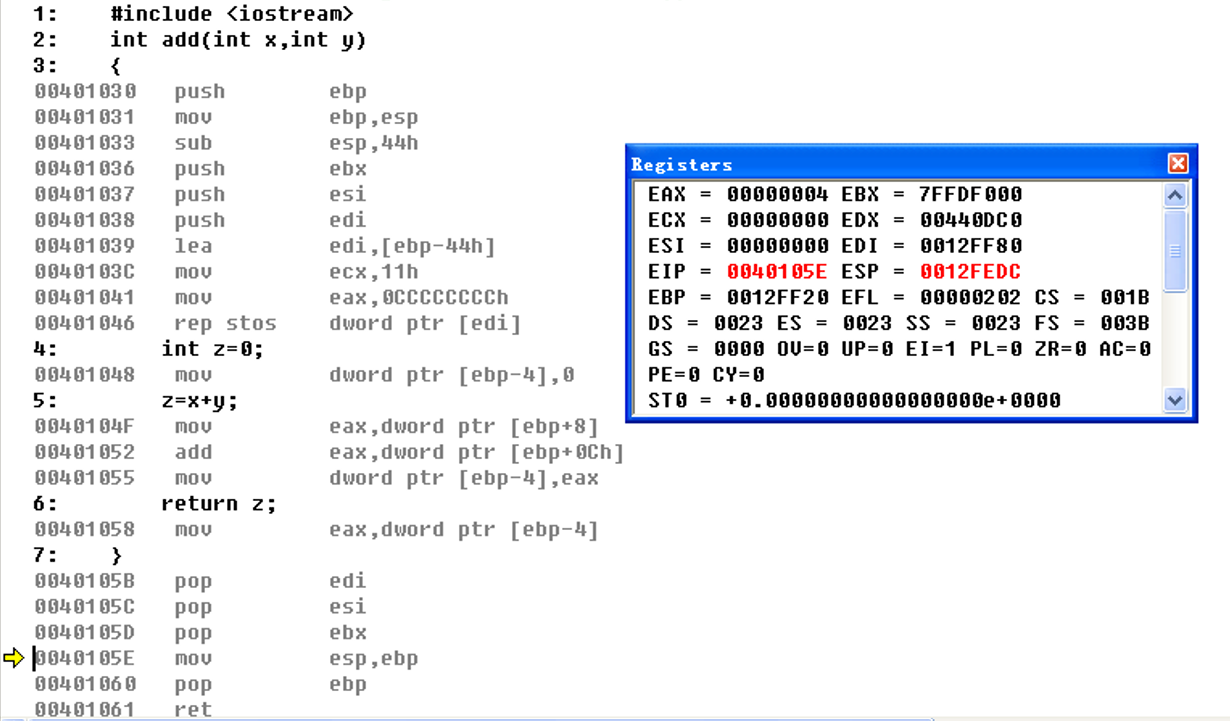 1: #include <iostream>
2: int add(int x,int y)
3: {
00401030 push ebp
00401031 mov ebp,esp
00401033 sub esp,44h
00401036 push ebx
00401037 push esi
00401038 push edi
00401039 lea edi,[ebp-44h]
0040103C mov ecx,11h
00401041 mov eax,0CCCCCCCCh
00401046 rep stos dword ptr [edi]
4: int z=0;
00401048 mov dword ptr [ebp-4],0
5: z=x+y;
0040104F mov eax,dword ptr [ebp+8]
00401052 add eax,dword ptr [ebp+0Ch]
00401055 mov dword ptr [ebp-4],eax
6: return z;
00401058 mov eax,dword ptr [ebp-4]
7: }
0040105B pop edi
0040105C pop esi
0040105D pop ebx
0040105E mov esp,ebp
00401060 pop ebp
00401061 ret
Registers
EAX = 00000004 EBX = 7FFDF000
ECX = 00000000 EDX = 00440DC0
ESI = 00000000 EDI = 0012FF80
EIP = 0040105E ESP = 0012FEDC
EBP = 0012FF20 EFL = 00000202 CS = 001B
DS = 0023 ES = 0023 SS = 0023 FS = 003B
GS = 0000 OV=0 UP=0 EI=1 PL=0 ZR=0 AC=0
PE=0 CY=0
ST0 = +0.00000000000000000e+0000